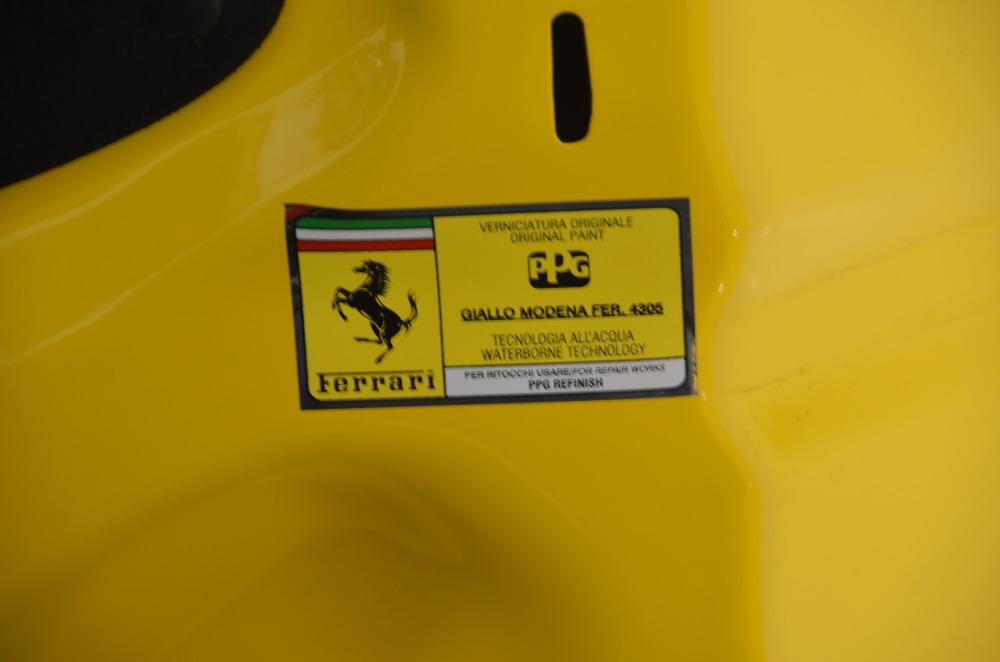 Ferrari
VERNICIATURA ORIGINALE
ORIGINAL PAINT
PPG
GIALLO MODENA FER. 4305
TECNOLOGIA ALL'ACQUA
WATERBORNE TECHNOLOGY
PER RITOCCHI USARE/FOR REPAIR WORKS
PPG REFINISH